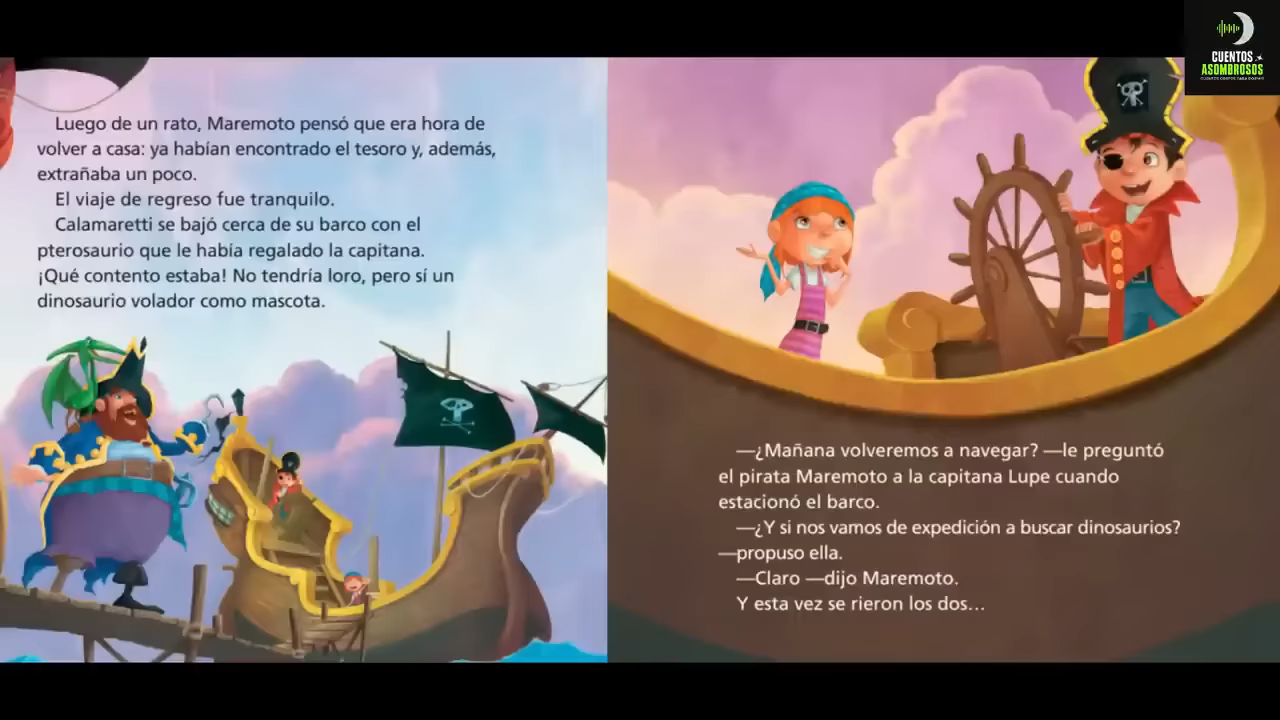 Luego de un rato, Maremoto pensó que era hora de
volver a casa: ya habían encontrado el tesoro y, además,
extrañaba un poco.
El viaje de regreso fue tranquilo.
Calamaretti se bajó cerca de su barco con el
pterosaurio que le había regalado la capitana.
¡Qué contento estaba! No tendría loro, pero sí un
dinosaurio volador como mascota.
—¿Mañana volveremos a navegar? —le preguntó
el pirata Maremoto a la capitana Lupe cuando
estacionó el barco.
—¿Y si nos vamos de expedición a buscar dinosaurios?
—propuso ella.
—Claro —dijo Maremoto.
Y esta vez se rieron los dos…
CUENTOS
ASOMBROSOS